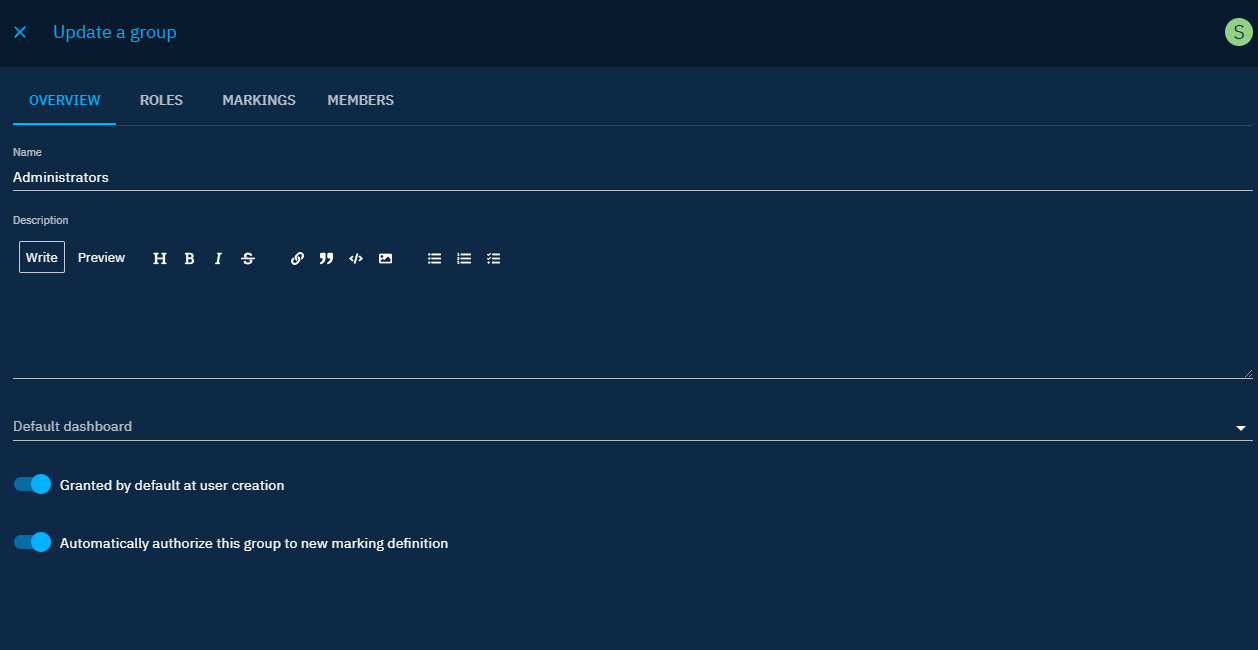 Update a group
S
OVERVIEW ROLES MARKINGS MEMBERS
Name
Administrators
Description
Write Preview H B I S
Default dashboard
Granted by default at user creation
Automatically authorize this group to new marking definition